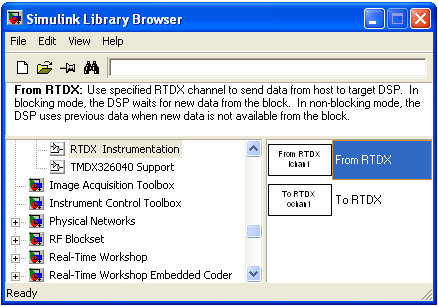 Simulink Library Browser
File Edit View Help
From RTDX: Use specified RTDX channel to send data from host to target DSP. In
blocking mode, the DSP waits for new data from the block. In non-blocking mode, the
DSP uses previous data when new data is not available from the block.
RTDX Instrumentation
TMDX326040 Support
Image Acquisition Toolbox
Instrument Control Toolbox
Physical Networks
RF Blockset
Real-Time Workshop
Real-Time Workshop Embedded Coder
From RTDX
ichan1
From RTDX
To RTDX
ochan1
To RTDX
Ready